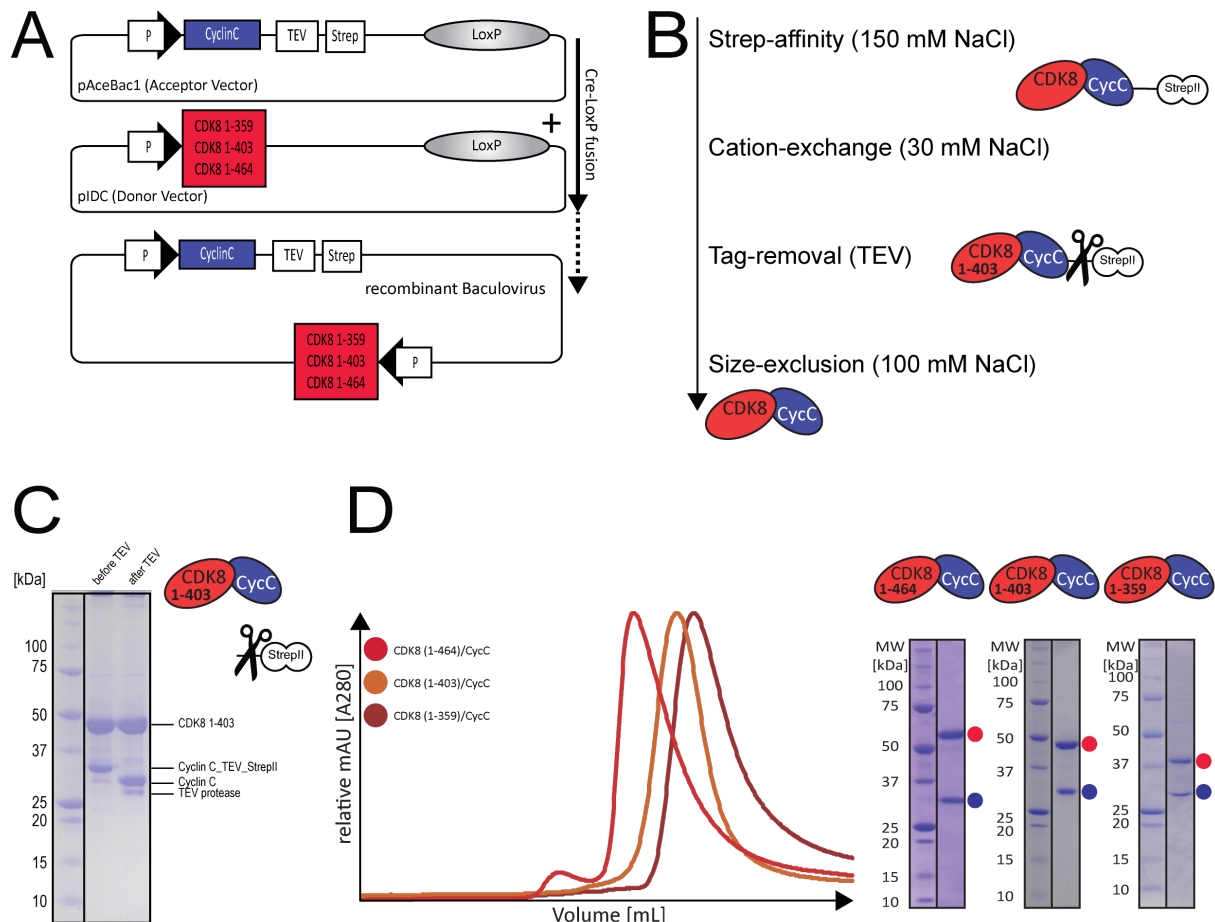 A
P
CyclinC
TEV
Strep
LoxP
pAceBac1 (Acceptor Vector)
P
CDK8 1-359
CDK8 1-403
CDK8 1-464
LoxP
+
pIDC (Donor Vector)
Cre-LoxP fusion
P
CyclinC
TEV
Strep
recombinant Baculovirus
CDK8 1-359
CDK8 1-403
CDK8 1-464
P
B
Strep-affinity (150 mM NaCl)
CDK8
CycC
StrepII
Cation-exchange (30 mM NaCl)
Tag-removal (TEV)
CDK8
1-403
CycC
StrepII
Size-exclusion (100 mM NaCl)
CDK8
CycC
C
before TEV
after TEV
[kDa]
100
75
50
37
25
20
15
10
CDK8 1-403
Cyclin C_TEV_StrepII
Cyclin C
TEV protease
CDK8
1-403
CycC
StrepII
D
relative mAU [A280]
Volume [mL]
CDK8 (1-464)/CycC
CDK8 (1-403)/CycC
CDK8 (1-359)/CycC
CDK8
1-464
CycC
CDK8
1-403
CycC
CDK8
1-359
CycC
MW
[kDa]
100
75
50
37
25
20
15
10
MW
[kDa]
100
75
50
37
25
20
15
10
MW
[kDa]
100
75
50
37
25
20
15
10